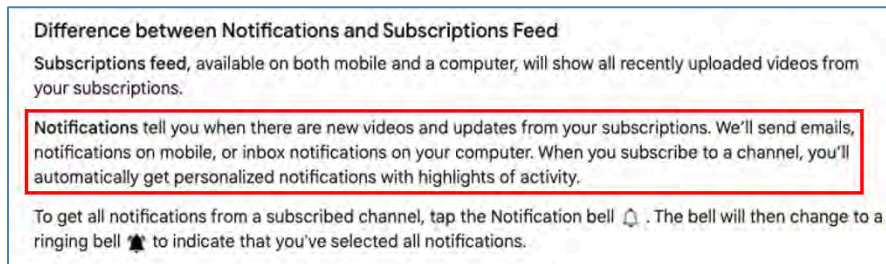 Difference between Notifications and Subscriptions Feed
Subscriptions feed, available on both mobile and a computer, will show all recently uploaded videos from
your subscriptions.
Notifications tell you when there are new videos and updates from your subscriptions. We'll send emails,
notifications on mobile, or inbox notifications on your computer. When you subscribe to a channel, you'll
automatically get personalized notifications with highlights of activity.
To get all notifications from a subscribed channel, tap the Notification bell . The bell will then change to a
ringing bell to indicate that you've selected all notifications.